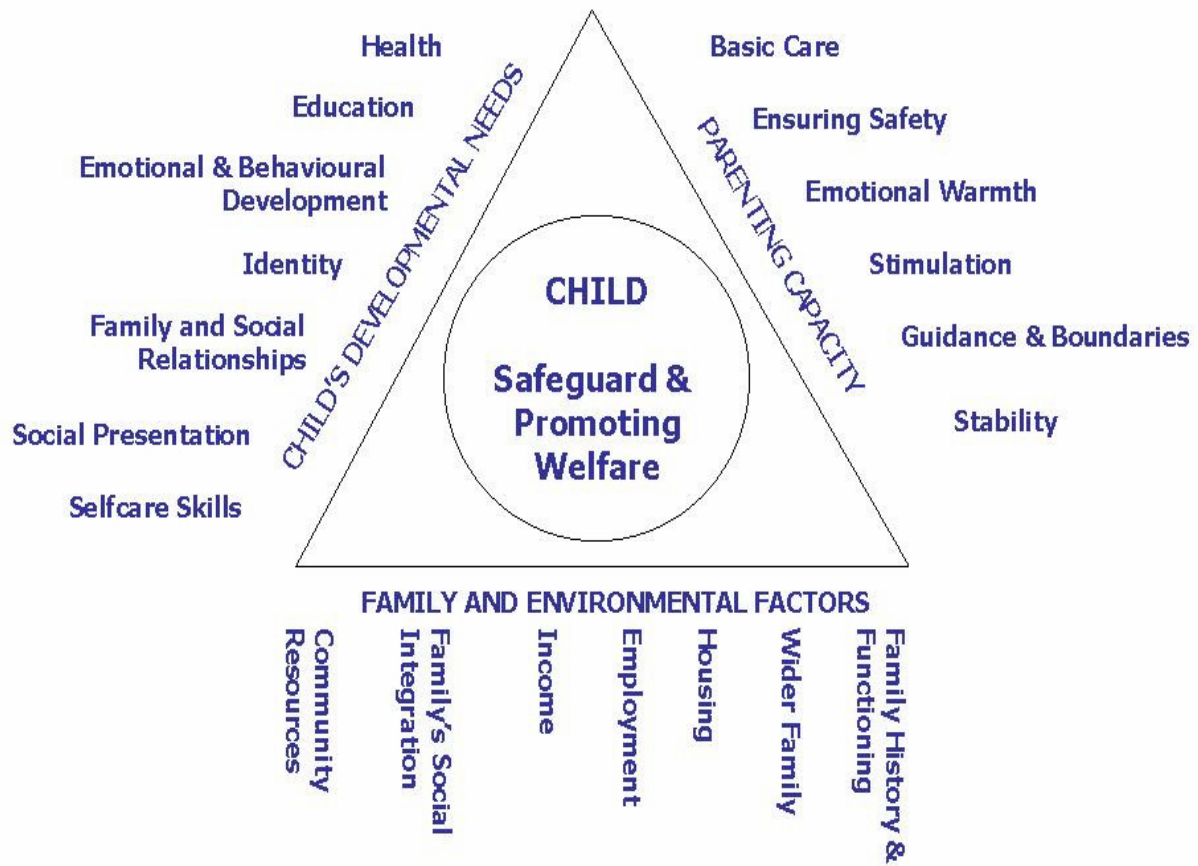 Health
Education
Emotional & Behavioural
Development
Identity
Family and Social
Relationships
Social Presentation
Selfcare Skills
CHILD'S DEVELOPMENTAL NEEDS
CHILD
Safeguard &
Promoting
Welfare
PARENTING CAPACITY
Basic Care
Ensuring Safety
Emotional Warmth
Stimulation
Guidance & Boundaries
Stability
FAMILY AND ENVIRONMENTAL FACTORS
Community
Resources
Family's Social
Integration
Income
Employment
Housing
Wider Family
Family History &
Functioning